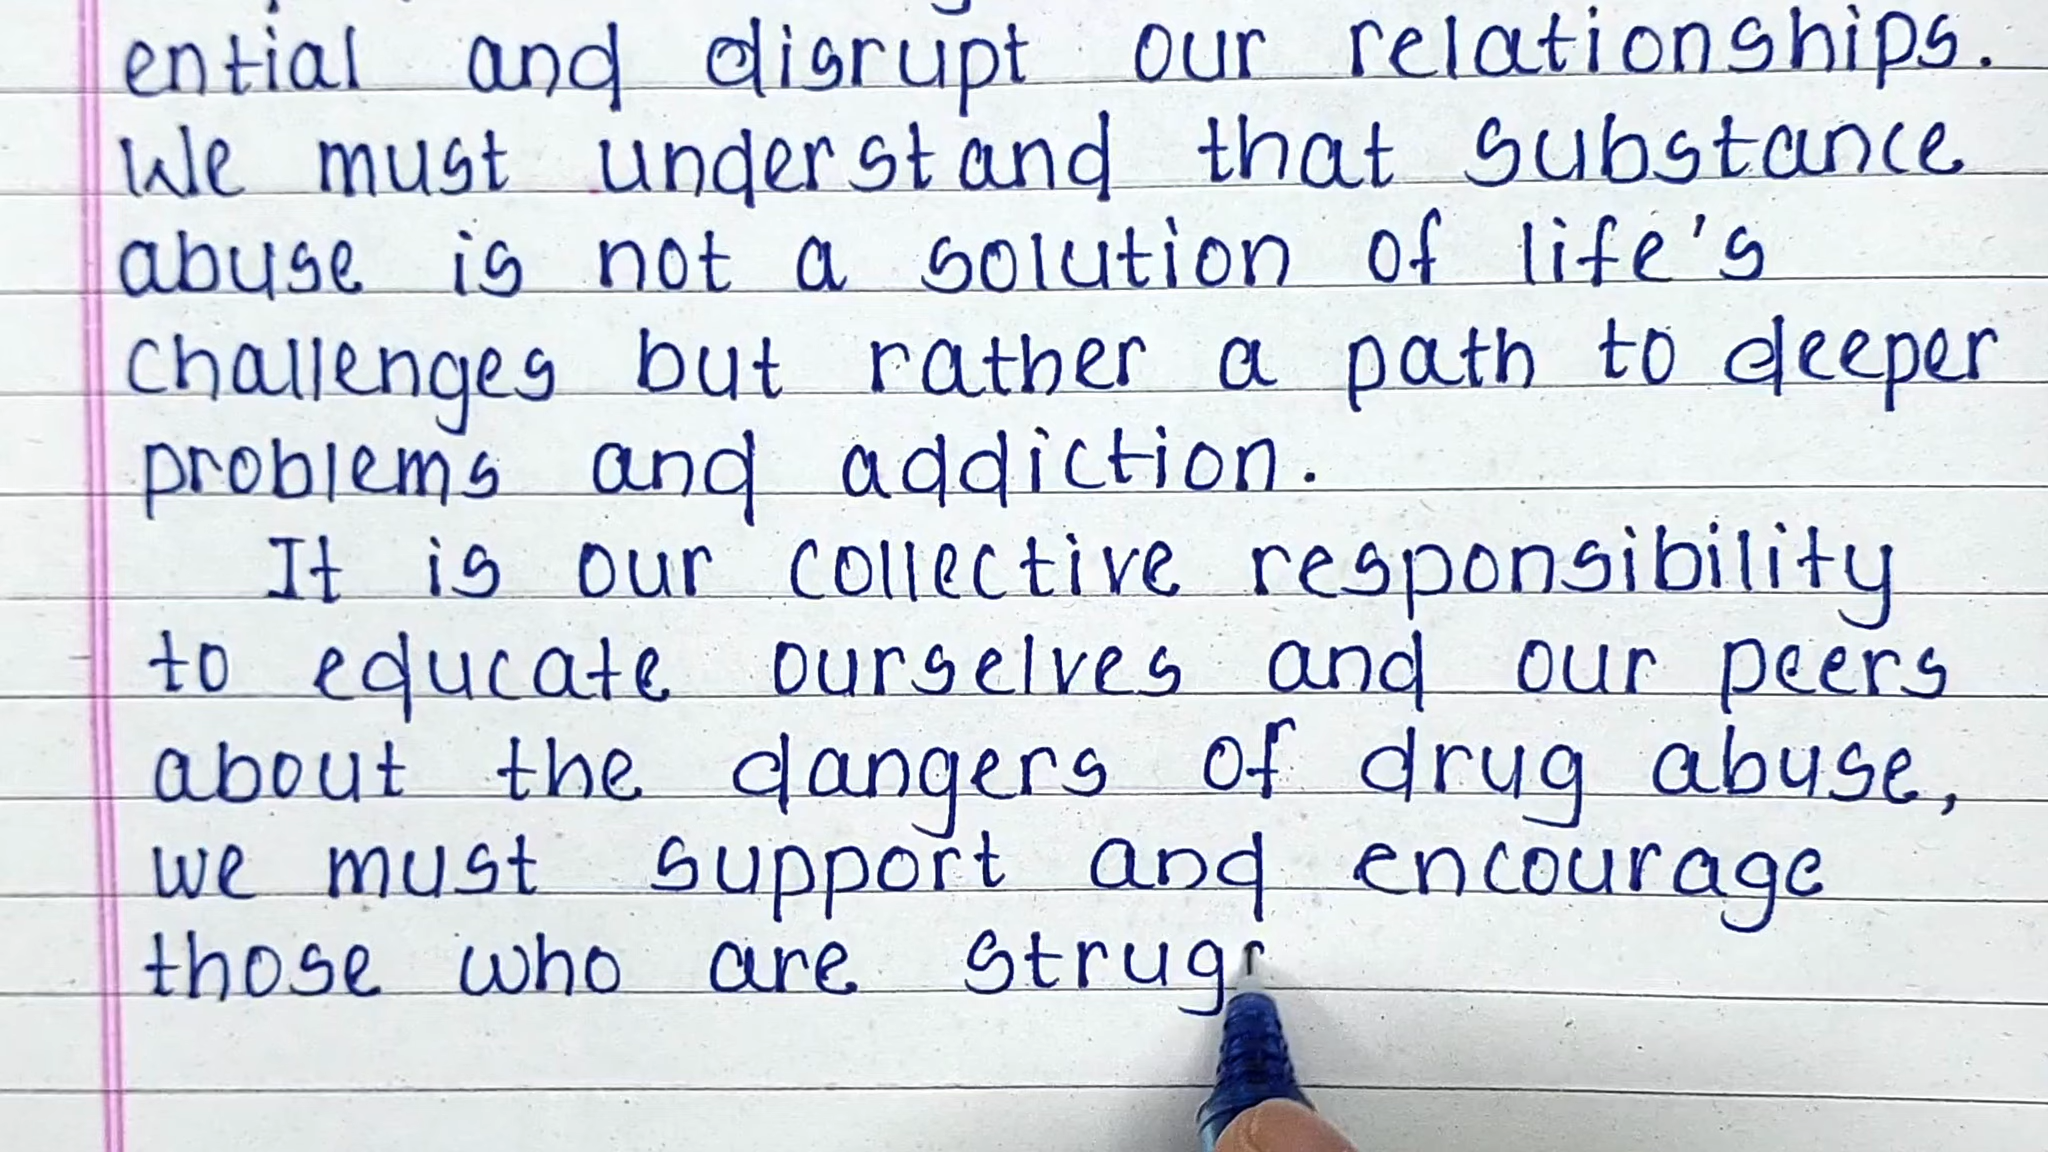 ential and disrupt our relationships.
We must understand that substance
abuse is not a solution of life's
challenges but rather a path to deeper
problems and addiction.
It is our collective responsibility
to educate ourselves and our peers
about the dangers of drug abuse,
we must support and encourage
those who are strug